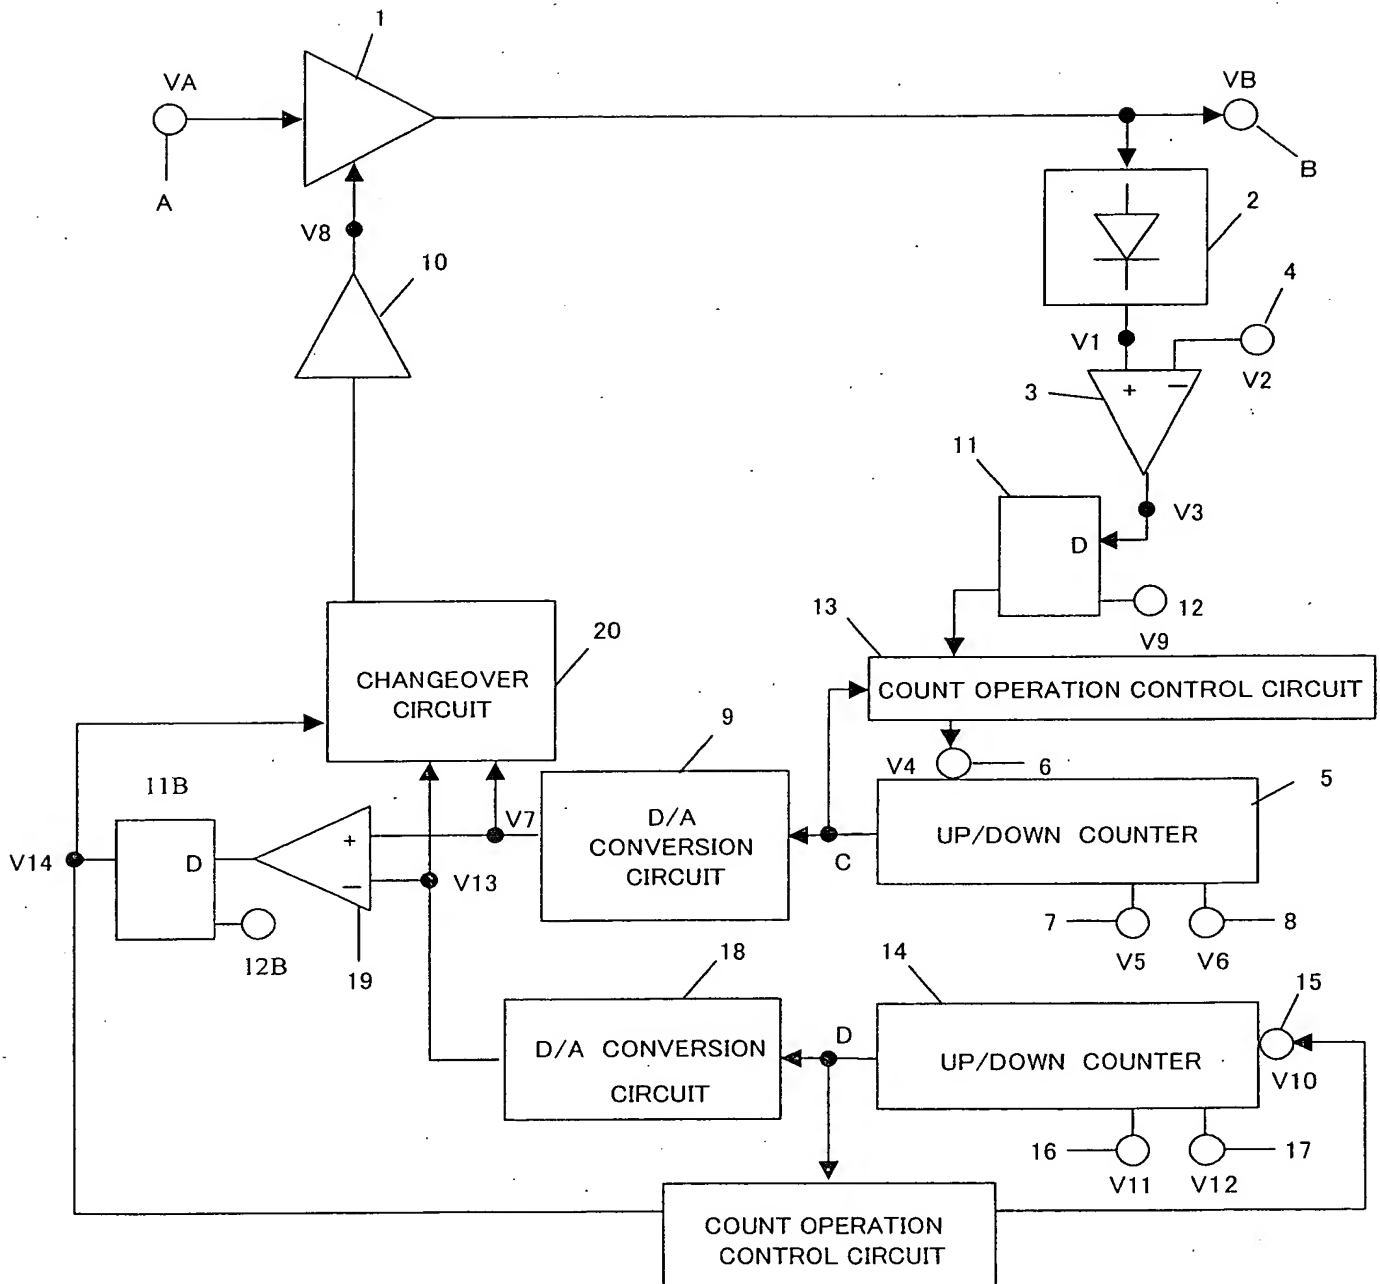 1
VA
VB
A
B
V8
10
2
4
V1
V2
3
+
−
11
V3
D
12
V9
13
COUNT OPERATION CONTROL CIRCUIT
20
CHANGEOVER
CIRCUIT
9
V4
6
5
11B
V7
D/A
CONVERSION
CIRCUIT
C
UP/DOWN COUNTER
V14
D
+
−
V13
12B
19
7
8
V5
V6
18
14
15
D/A CONVERSION
CIRCUIT
D
UP/DOWN COUNTER
V10
16
17
V11
V12
COUNT OPERATION
CONTROL CIRCUIT